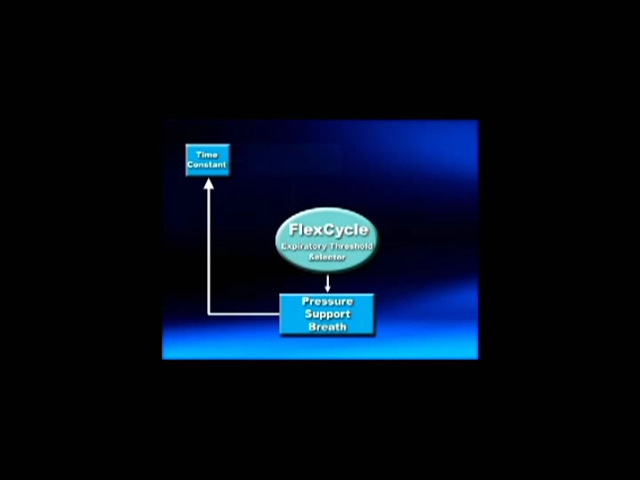 Time
Constant
FlexCycle
Expiratory Threshold
Selector
Pressure
Support
Breath